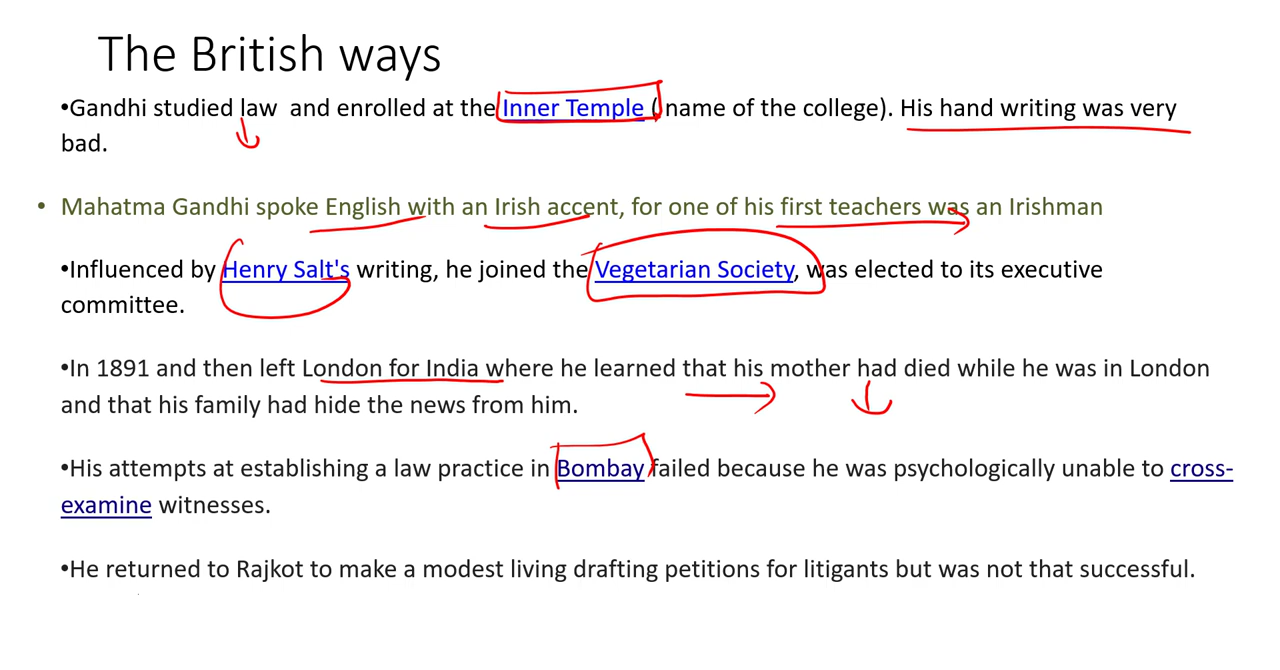 The British ways
•Gandhi studied law  and enrolled at the Inner Temple ( name of the college). His hand writing was very
bad.
• Mahatma Gandhi spoke English with an Irish accent, for one of his first teachers was an Irishman
•Influenced by Henry Salt's writing, he joined the Vegetarian Society, was elected to its executive
committee.
•In 1891 and then left London for India where he learned that his mother had died while he was in London
and that his family had hide the news from him.
•His attempts at establishing a law practice in Bombay failed because he was psychologically unable to cross-
examine witnesses.
•He returned to Rajkot to make a modest living drafting petitions for litigants but was not that successful.